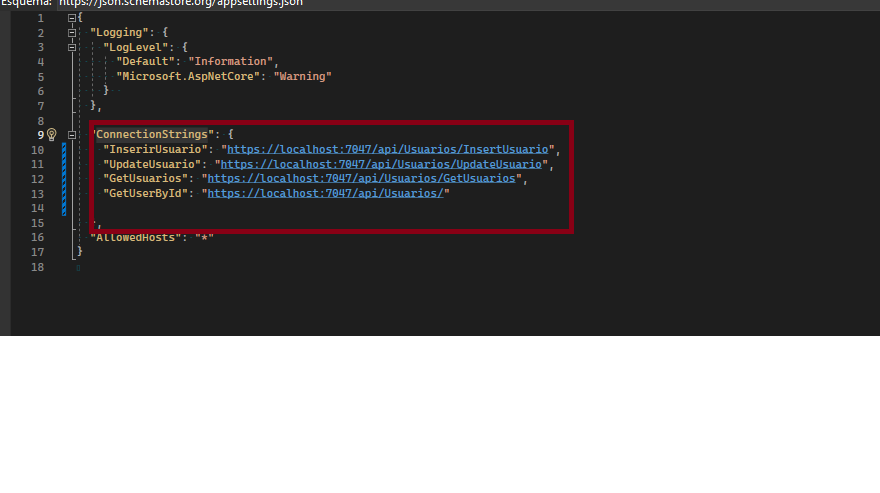 Esquema: https://json.schemastore.org/appsettings.json
1 {
2 "Logging": {
3 "LogLevel": {
4 "Default": "Information",
5 "Microsoft.AspNetCore": "Warning"
6 }
7 },
8
9 "ConnectionStrings": {
10 "InserirUsuario": "https://localhost:7047/api/Usuarios/InsertUsuario",
11 "UpdateUsuario": "https://localhost:7047/api/Usuarios/UpdateUsuario",
12 "GetUsuarios": "https://localhost:7047/api/Usuarios/GetUsuarios",
13 "GetUserById": "https://localhost:7047/api/Usuarios/"
14
15 },
16 "AllowedHosts": "*"
17 }
18